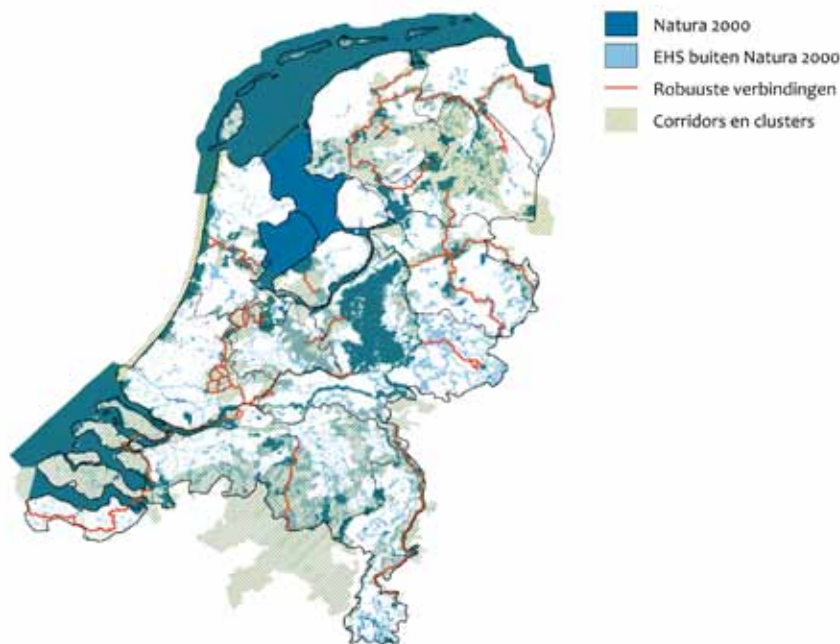 Natura 2000
EHS buiten Natura 2000
Robuuste verbindingen
Corridors en clusters